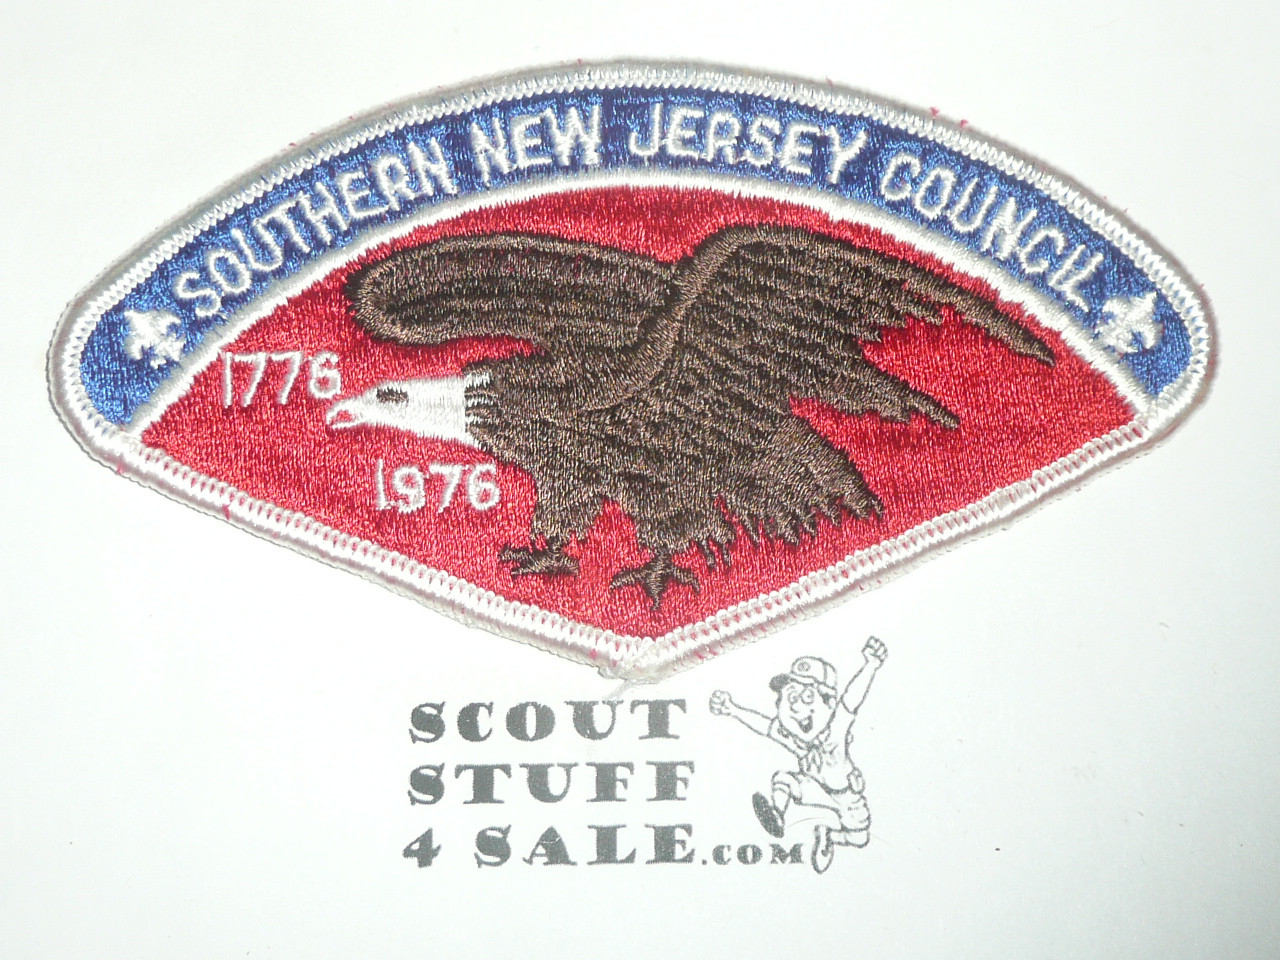 SOUTHERN NEW JERSEY COUNCIL
1776
1976
SCOUT
STUFF
4 SALE.COM